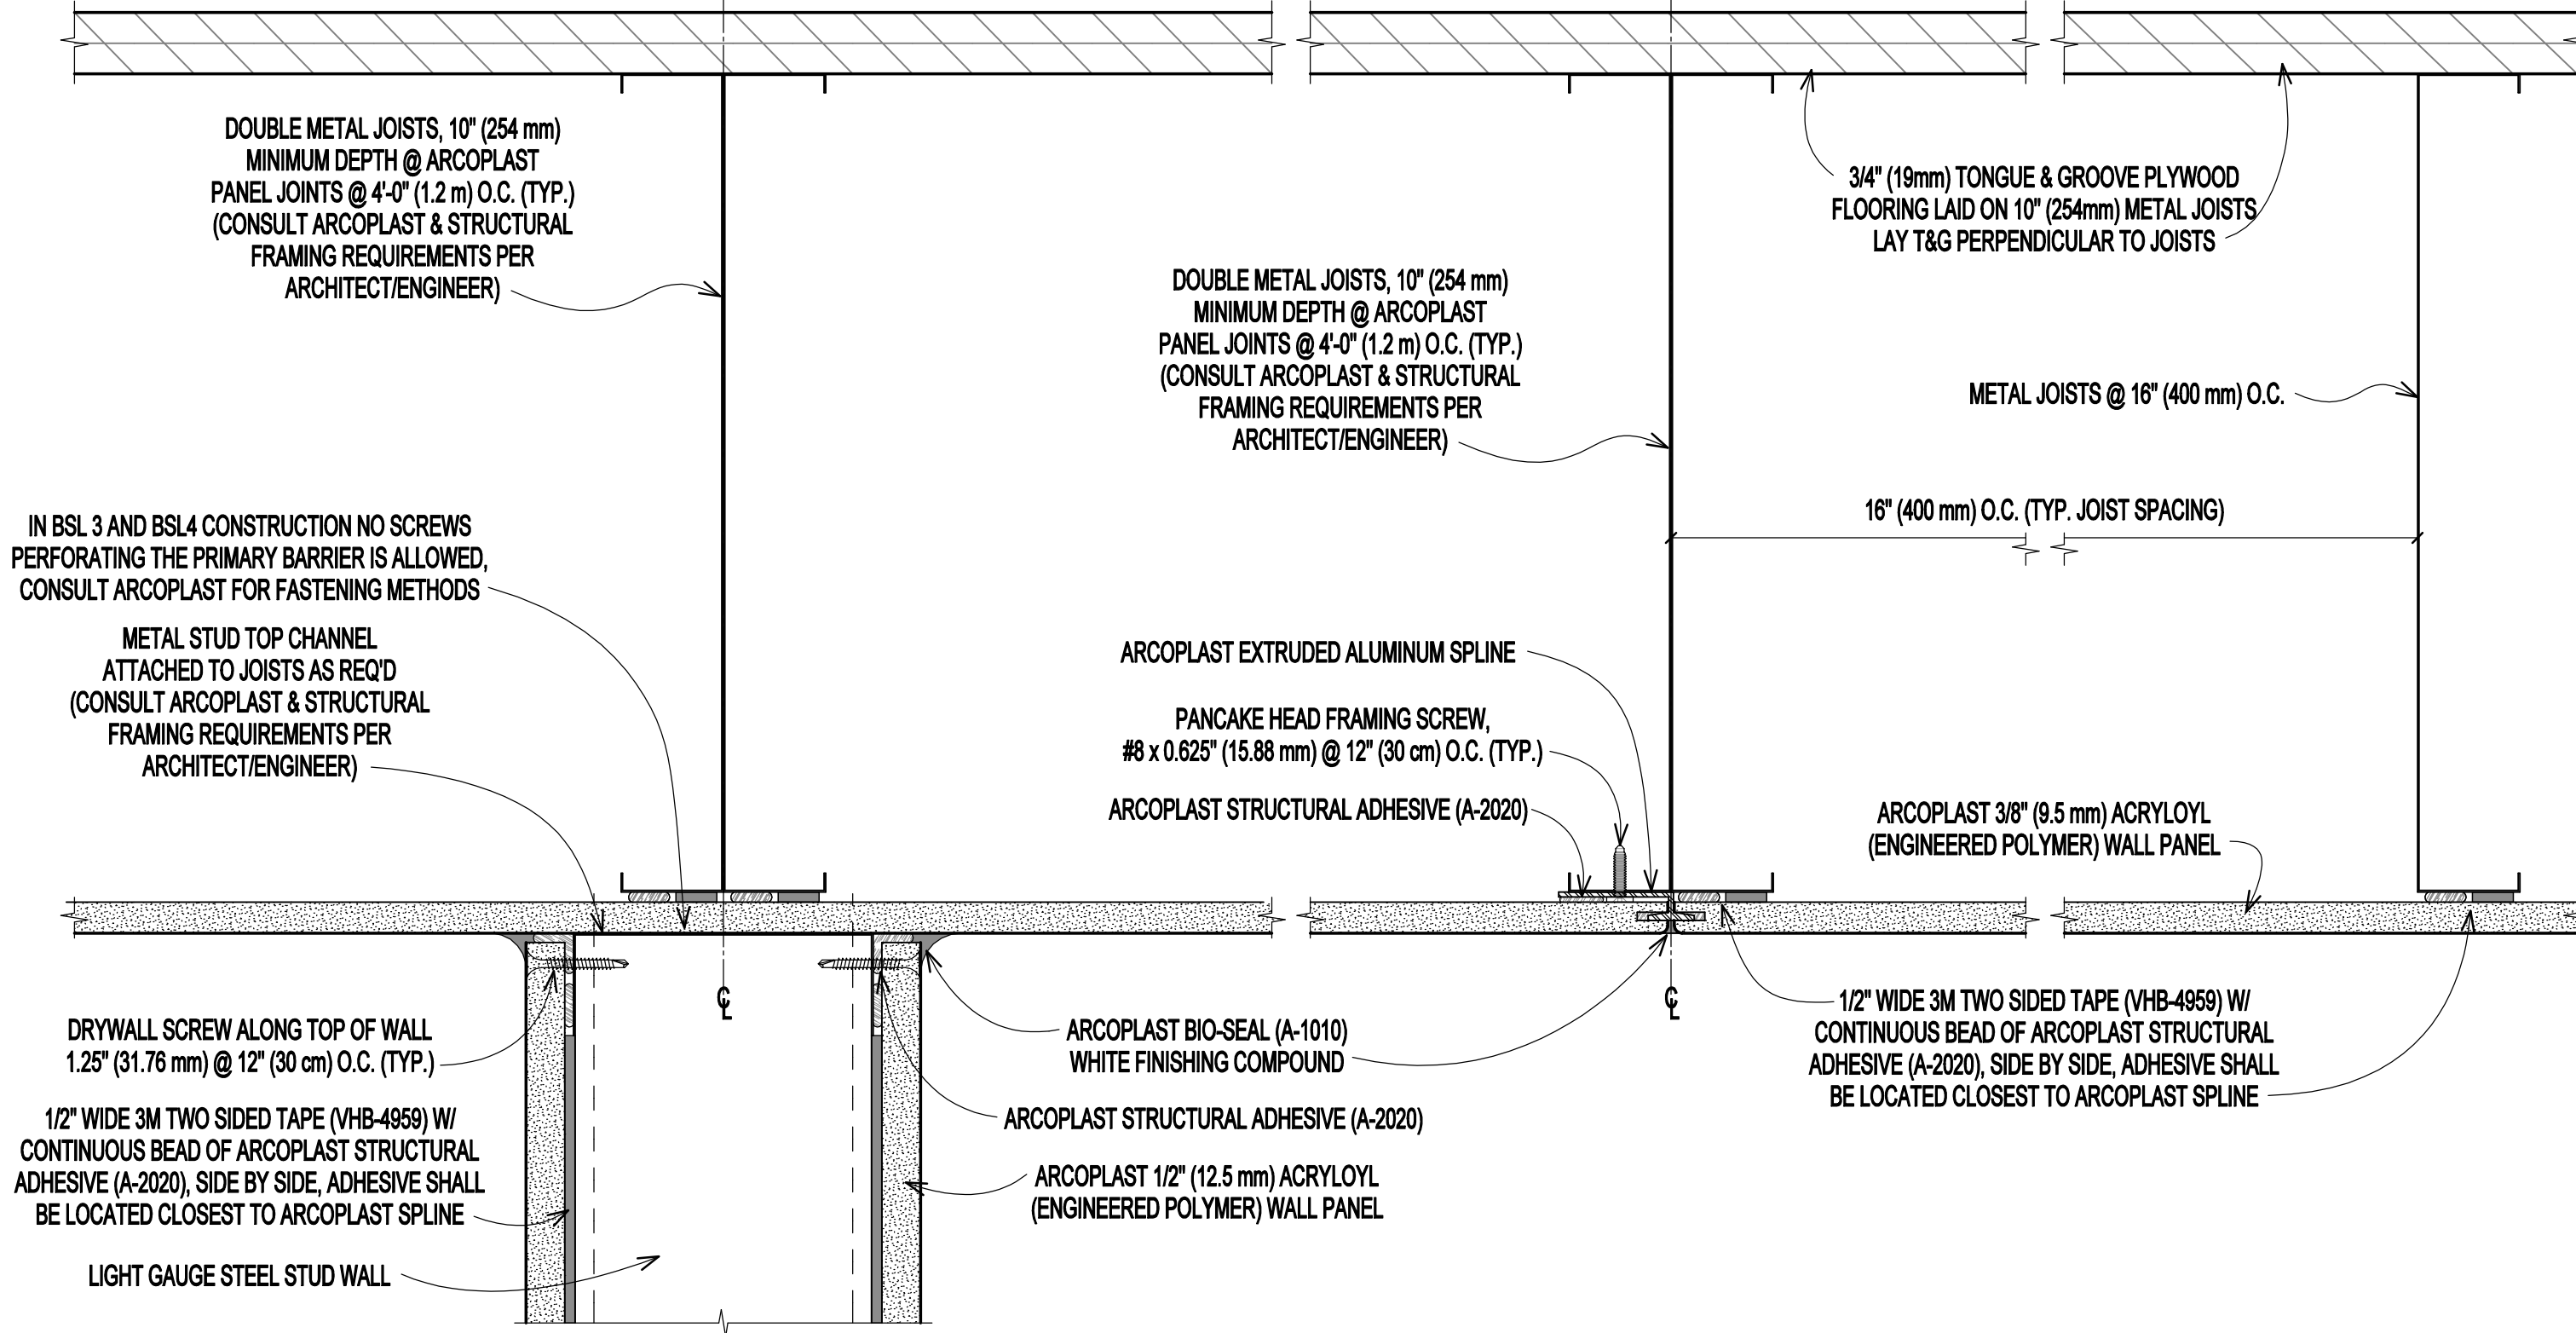 DOUBLE METAL JOISTS, 10" (254 mm)
MINIMUM DEPTH @ ARCOPLAST
PANEL JOINTS @ 4'-0" (1.2 m) O.C. (TYP.)
(CONSULT ARCOPLAST & STRUCTURAL
FRAMING REQUIREMENTS PER
ARCHITECT/ENGINEER)
3/4" (19mm) TONGUE & GROOVE PLYWOOD
FLOORING LAID ON 10" (254mm) METAL JOISTS
LAY T&G PERPENDICULAR TO JOISTS
DOUBLE METAL JOISTS, 10" (254 mm)
MINIMUM DEPTH @ ARCOPLAST
PANEL JOINTS @ 4'-0" (1.2 m) O.C. (TYP.)
(CONSULT ARCOPLAST & STRUCTURAL
FRAMING REQUIREMENTS PER
ARCHITECT/ENGINEER)
METAL JOISTS @ 16" (400 mm) O.C.
16" (400 mm) O.C. (TYP. JOIST SPACING)
IN BSL 3 AND BSL4 CONSTRUCTION NO SCREWS
PERFORATING THE PRIMARY BARRIER IS ALLOWED,
CONSULT ARCOPLAST FOR FASTENING METHODS
METAL STUD TOP CHANNEL
ATTACHED TO JOISTS AS REQ'D
(CONSULT ARCOPLAST & STRUCTURAL
FRAMING REQUIREMENTS PER
ARCHITECT/ENGINEER)
ARCOPLAST EXTRUDED ALUMINUM SPLINE
PANCAKE HEAD FRAMING SCREW,
#8 x 0.625" (15.88 mm) @ 12" (30 cm) O.C. (TYP.)
ARCOPLAST STRUCTURAL ADHESIVE (A-2020)
ARCOPLAST 3/8" (9.5 mm) ACRYLOYL
(ENGINEERED POLYMER) WALL PANEL
DRYWALL SCREW ALONG TOP OF WALL
1.25" (31.76 mm) @ 12" (30 cm) O.C. (TYP.)
1/2" WIDE 3M TWO SIDED TAPE (VHB-4959) W/
CONTINUOUS BEAD OF ARCOPLAST STRUCTURAL
ADHESIVE (A-2020), SIDE BY SIDE, ADHESIVE SHALL
BE LOCATED CLOSEST TO ARCOPLAST SPLINE
LIGHT GAUGE STEEL STUD WALL
℄
ARCOPLAST BIO-SEAL (A-1010)
WHITE FINISHING COMPOUND
ARCOPLAST STRUCTURAL ADHESIVE (A-2020)
ARCOPLAST 1/2" (12.5 mm) ACRYLOYL
(ENGINEERED POLYMER) WALL PANEL
℄
1/2" WIDE 3M TWO SIDED TAPE (VHB-4959) W/
CONTINUOUS BEAD OF ARCOPLAST STRUCTURAL
ADHESIVE (A-2020), SIDE BY SIDE, ADHESIVE SHALL
BE LOCATED CLOSEST TO ARCOPLAST SPLINE